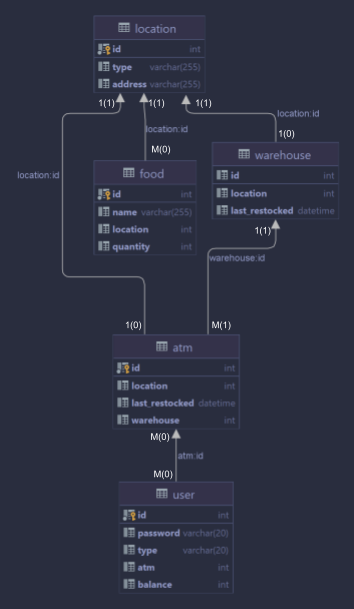 location
id int
type varchar(255)
address varchar(255)
1(1) 1(1) 1(1)
location:id
location:id
1(0)
M(0)
warehouse
id int
location int
last_restocked datetime
food
id int
name varchar(255)
location int
quantity int
location:id
1(1)
warehouse:id
1(0) M(1)
atm
id int
location int
last_restocked datetime
warehouse int
M(0)
atm:id
M(0)
user
id int
password varchar(20)
type varchar(20)
atm int
balance int